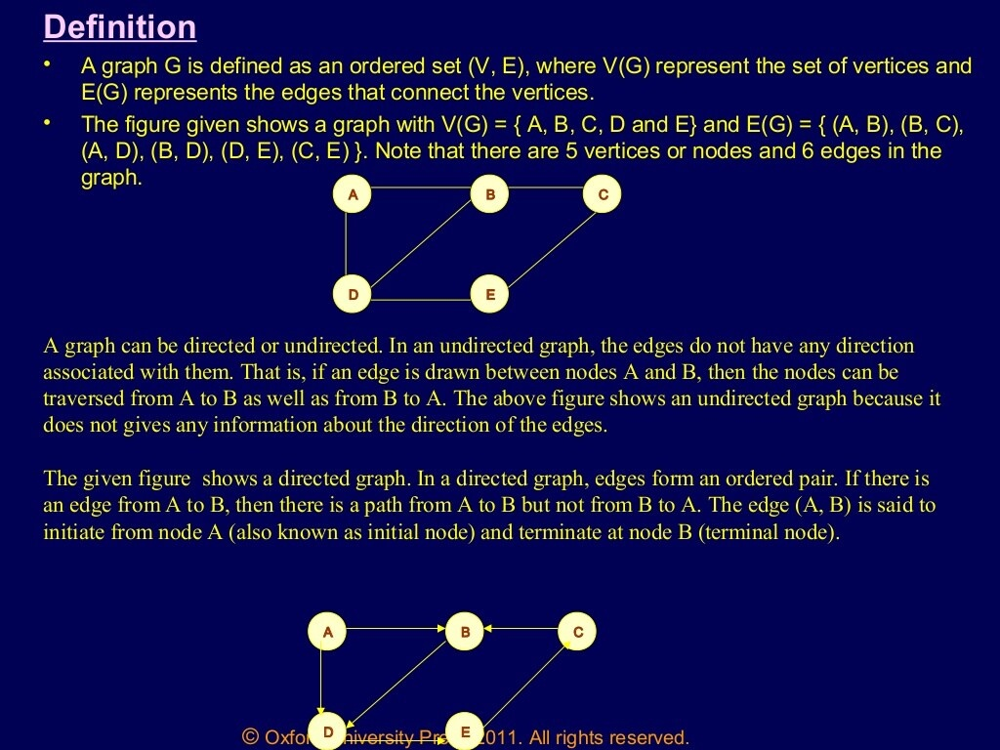 Definition
• A graph G is defined as an ordered set (V, E), where V(G) represent the set of vertices and
E(G) represents the edges that connect the vertices.
• The figure given shows a graph with V(G) = { A, B, C, D and E} and E(G) = { (A, B), (B, C),
(A, D), (B, D), (D, E), (C, E) }. Note that there are 5 vertices or nodes and 6 edges in the
graph.
A B C
D E
A graph can be directed or undirected. In an undirected graph, the edges do not have any direction
associated with them. That is, if an edge is drawn between nodes A and B, then the nodes can be
traversed from A to B as well as from B to A. The above figure shows an undirected graph because it
does not gives any information about the direction of the edges.
The given figure shows a directed graph. In a directed graph, edges form an ordered pair. If there is
an edge from A to B, then there is a path from A to B but not from B to A. The edge (A, B) is said to
initiate from node A (also known as initial node) and terminate at node B (terminal node).
A B C
D E
© Oxford University Press 2011. All rights reserved.